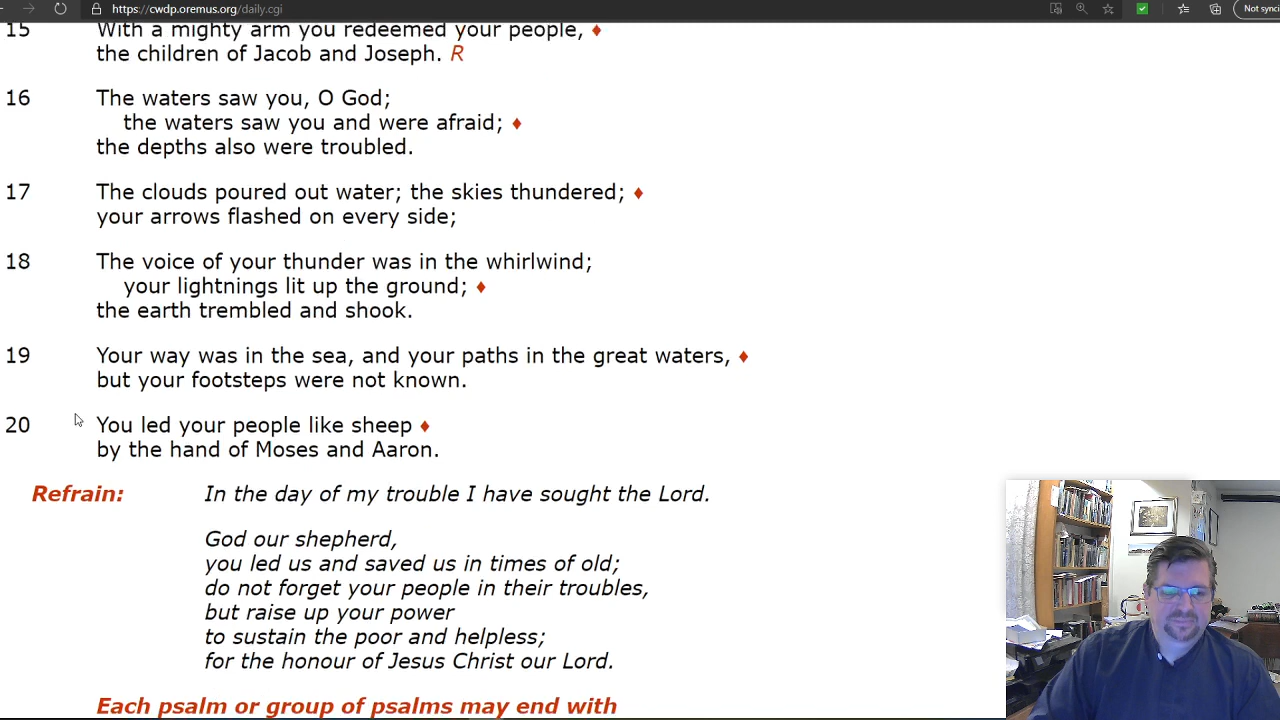 https://cwdp.oremus.org/daily.cgi
Not synci
15 With a mighty arm you redeemed your people, ♦
the children of Jacob and Joseph. R
16 The waters saw you, O God;
the waters saw you and were afraid; ♦
the depths also were troubled.
17 The clouds poured out water; the skies thundered; ♦
your arrows flashed on every side;
18 The voice of your thunder was in the whirlwind;
your lightnings lit up the ground; ♦
the earth trembled and shook.
19 Your way was in the sea, and your paths in the great waters, ♦
but your footsteps were not known.
20 You led your people like sheep ♦
by the hand of Moses and Aaron.
Refrain: In the day of my trouble I have sought the Lord.
God our shepherd,
you led us and saved us in times of old;
do not forget your people in their troubles,
but raise up your power
to sustain the poor and helpless;
for the honour of Jesus Christ our Lord.
Each psalm or group of psalms may end with